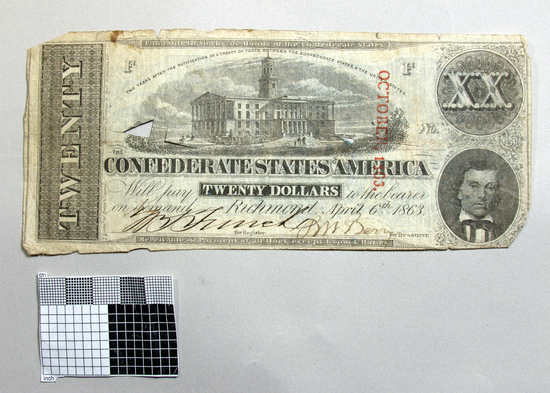 Fundable in Stock or Bonds of the Confederate States
TWENTY
1st
1st
TWO YEARS AFTER THE RATIFICATION OF A TREATY OF PEACE BETWEEN THE CONFEDERATE STATES & THE UNITED STATES
XX
OCTOBER, 1863.
No.
THE
CONFEDERATE STATES AMERICA
Will pay TWENTY DOLLARS to the bearer
on demand Richmond April 6th 1863.
for Register. for Treasurer.
Receivable in Payment of all Dues except Export Duties
cm
inch